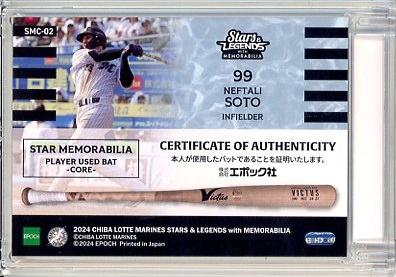 SMC-02
Stars &
LEGENDS
WITH
MEMORABILIA
99
NEFTALI
SOTO
INFIELDER
STAR MEMORABILIA
PLAYER USED BAT
-CORE-
CERTIFICATE OF AUTHENTICITY
本人が使用したバットであることを証明いたします。
株式会社エポック社
Victus
VICTUS
2024 CHIBA LOTTE MARINES STARS & LEGENDS with MEMORABILIA
©CHIBA LOTTE MARINES
©2024 EPOCH Printed in Japan
EPOCH